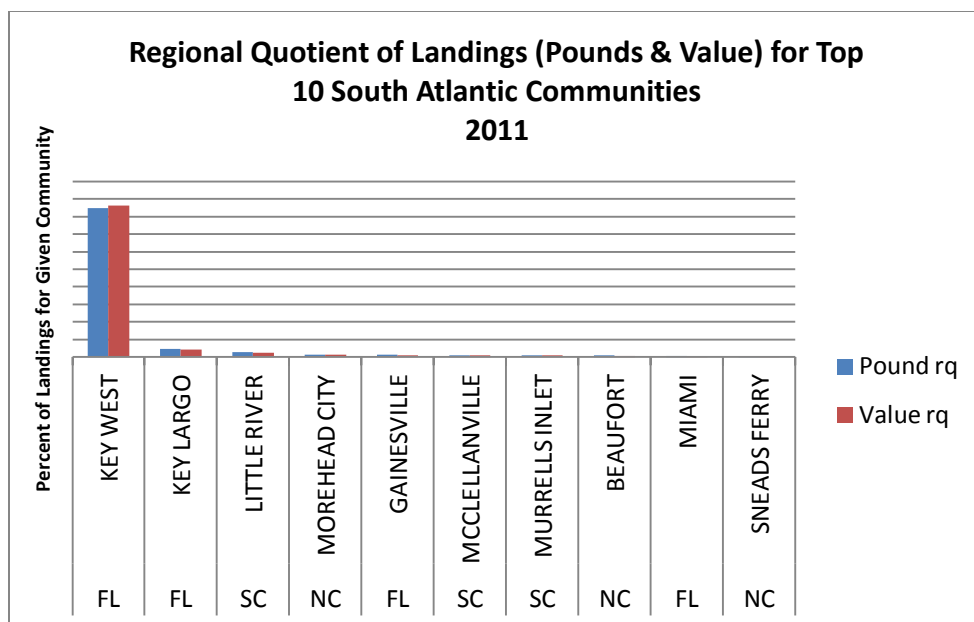 Regional Quotient of Landings (Pounds & Value) for Top
10 South Atlantic Communities
2011
Percent of Landings for Given Community
KEY WEST
KEY LARGO
LITTLE RIVER
MOREHEAD CITY
GAINESVILLE
MCCLELLANVILLE
MURRELLS INLET
BEAUFORT
MIAMI
SNEADS FERRY
FL
FL
SC
NC
FL
SC
SC
NC
FL
NC
Pound rq
Value rq